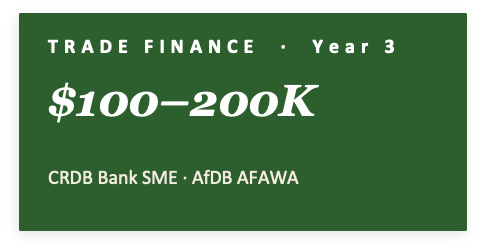 TRADE FINANCE · Year 3
$100–200K
CRDB Bank SME · AfDB AFAWA